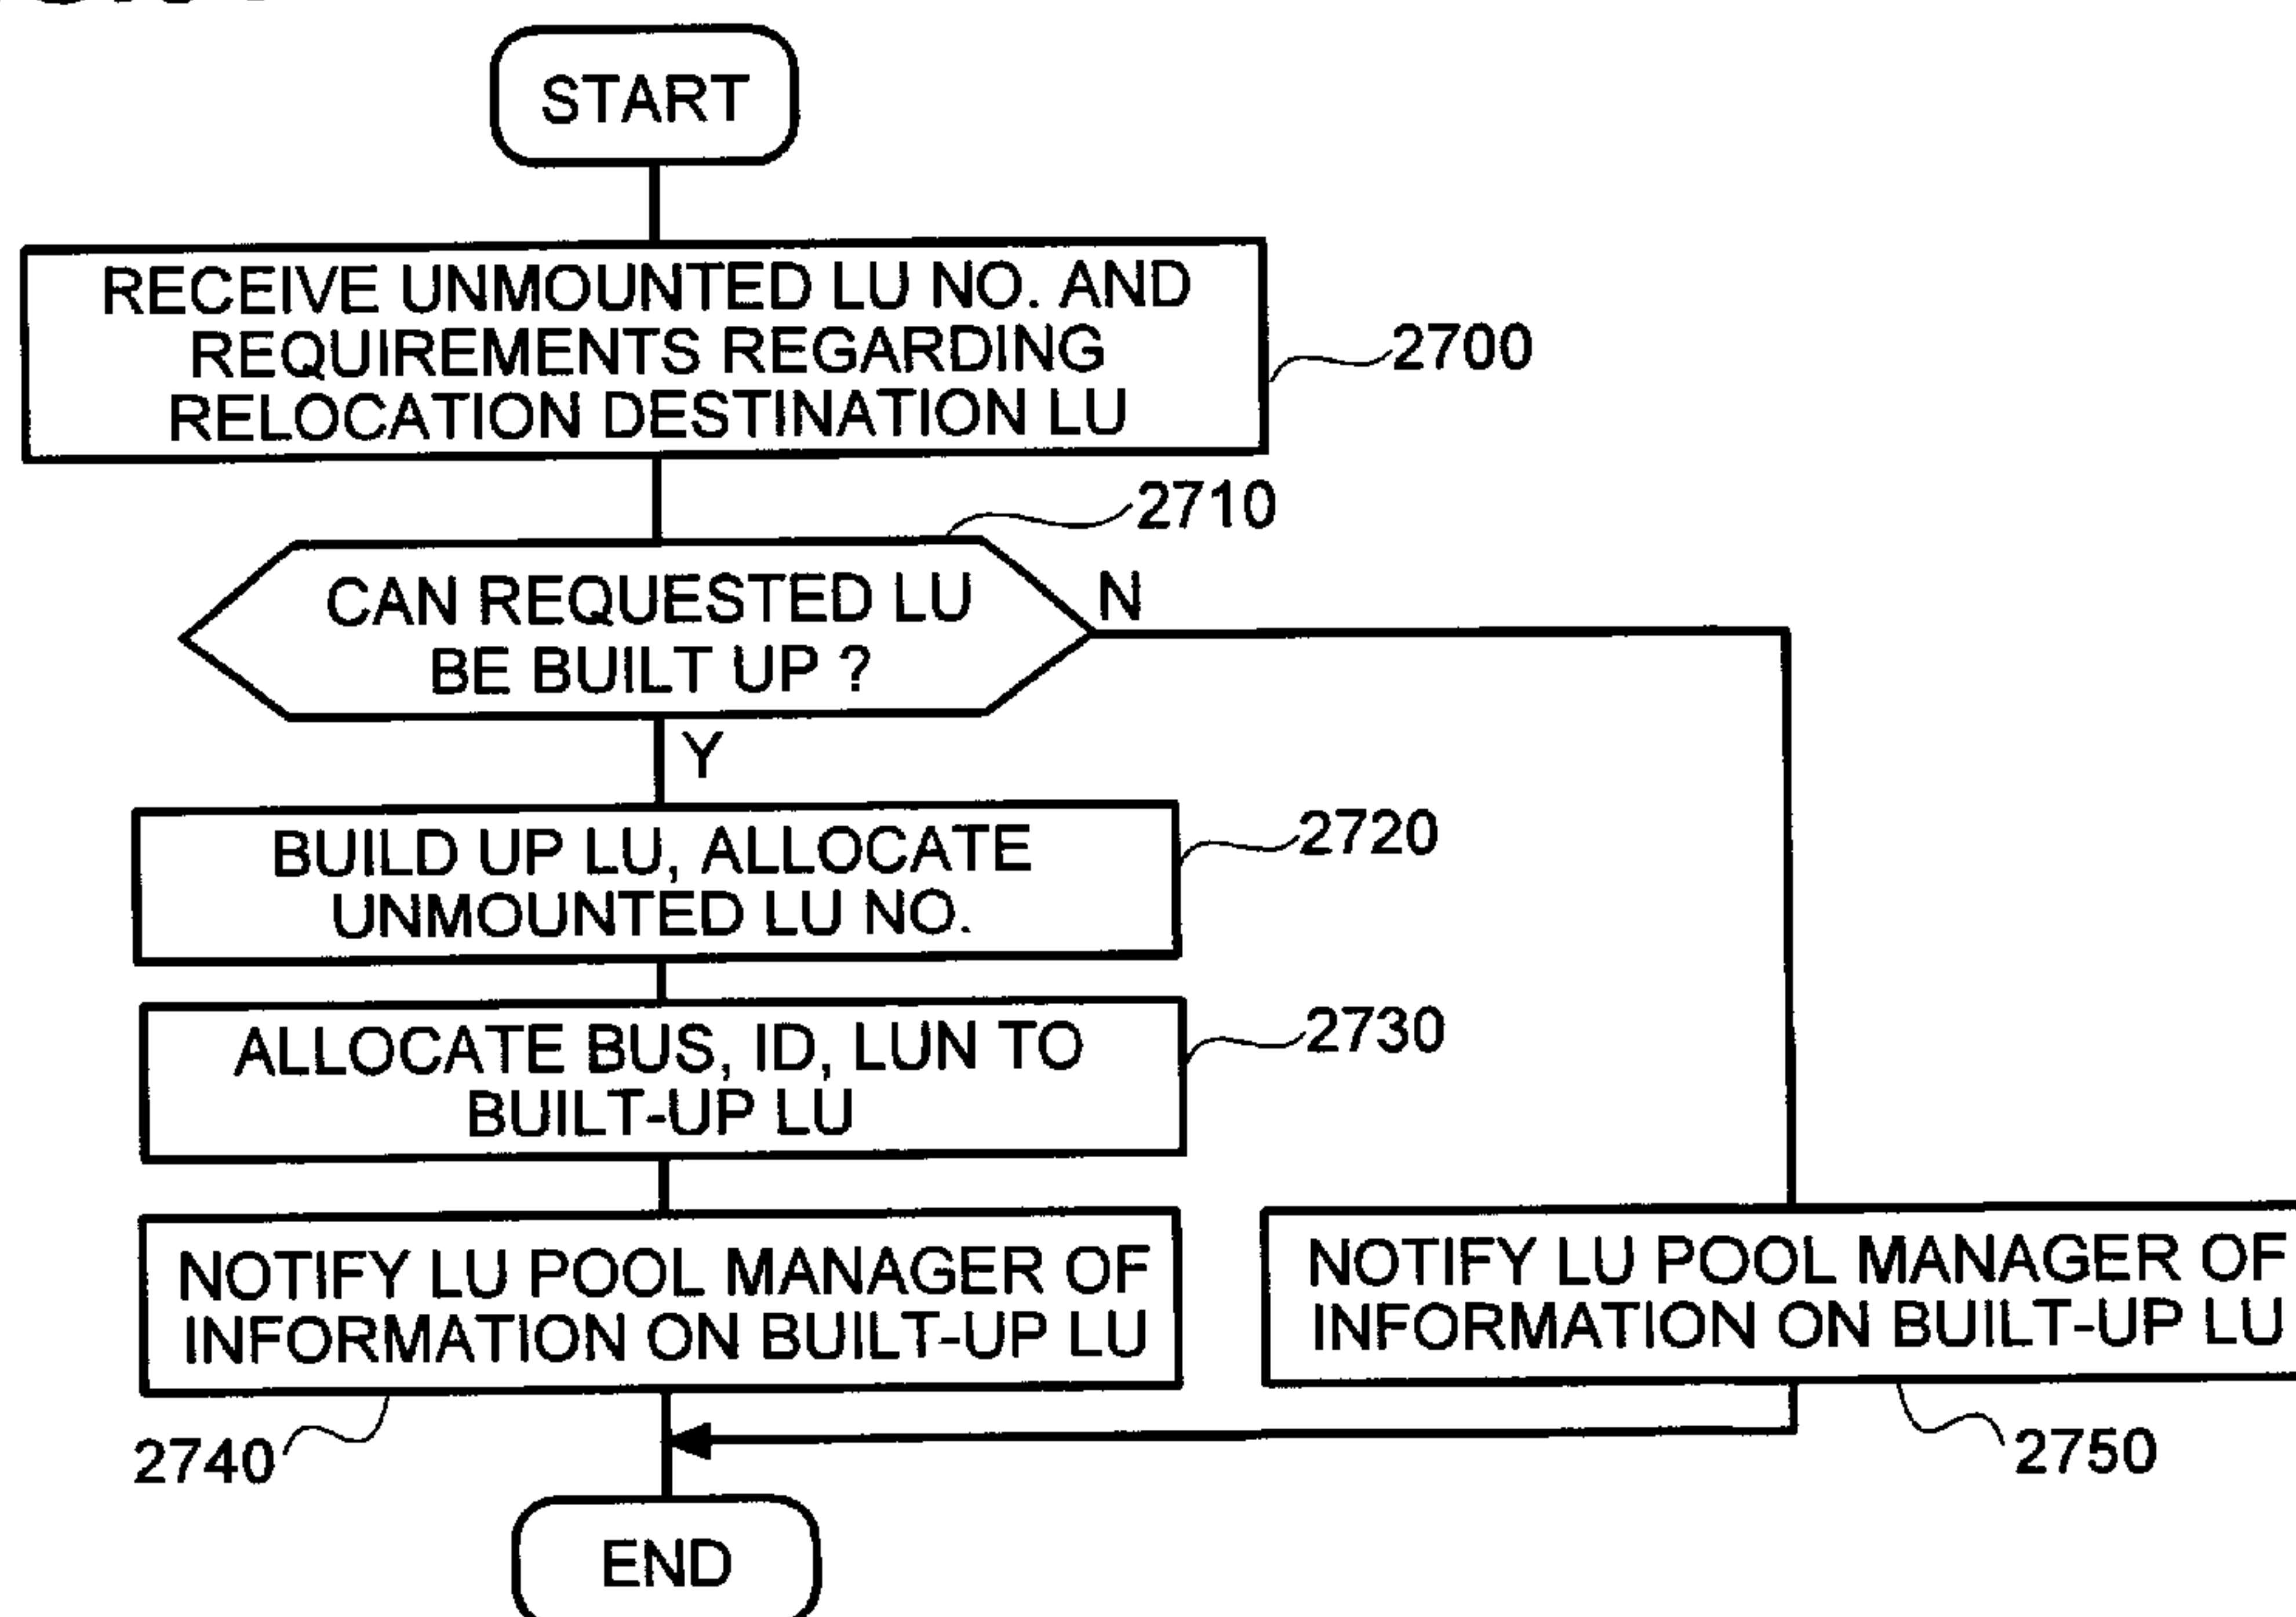 START
RECEIVE UNMOUNTED LU NO. AND
REQUIREMENTS REGARDING
RELOCATION DESTINATION LU
2700
2710
CAN REQUESTED LU
BE BUILT UP ?
N
Y
BUILD UP LU, ALLOCATE
UNMOUNTED LU NO.
2720
ALLOCATE BUS, ID, LUN TO
BUILT-UP LU
2730
NOTIFY LU POOL MANAGER OF
INFORMATION ON BUILT-UP LU
2740
NOTIFY LU POOL MANAGER OF
INFORMATION ON BUILT-UP LU
2750
END